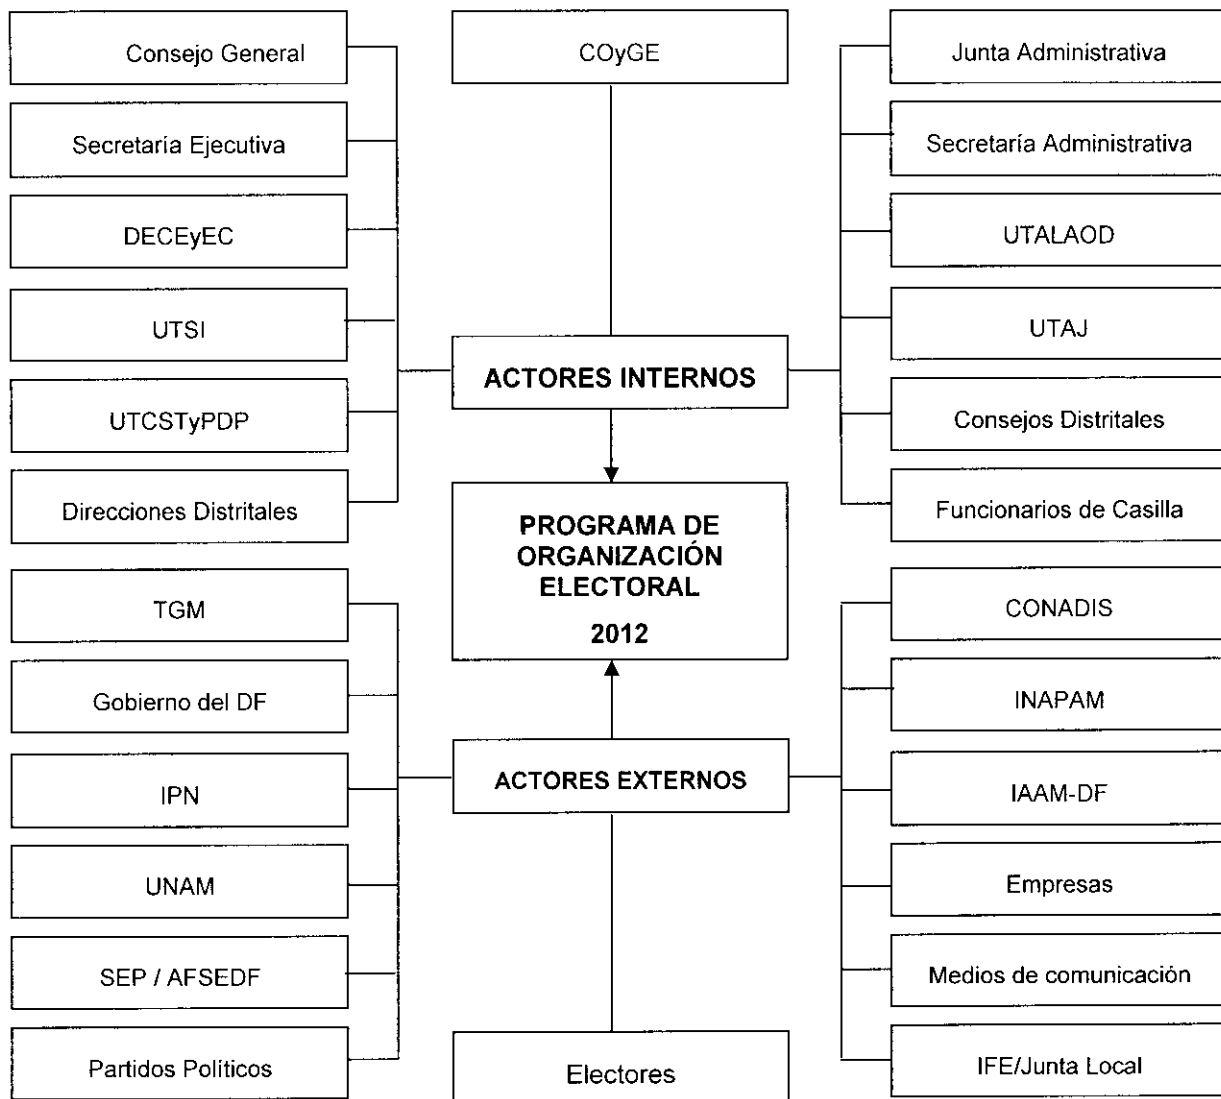 Consejo General
COyGE
Junta Administrativa
Secretaría Ejecutiva
Secretaría Administrativa
DECEyEC
UTALAOD
UTSI
UTAJ
ACTORES INTERNOS
UTCSTyPDP
Consejos Distritales
Direcciones Distritales
Funcionarios de Casilla
PROGRAMA DE
ORGANIZACIÓN
ELECTORAL
2012
TGM
CONADIS
Gobierno del DF
INAPAM
ACTORES EXTERNOS
IPN
IAAM-DF
UNAM
Empresas
SEP / AFSEDF
Medios de comunicación
Partidos Políticos
Electores
IFE/Junta Local